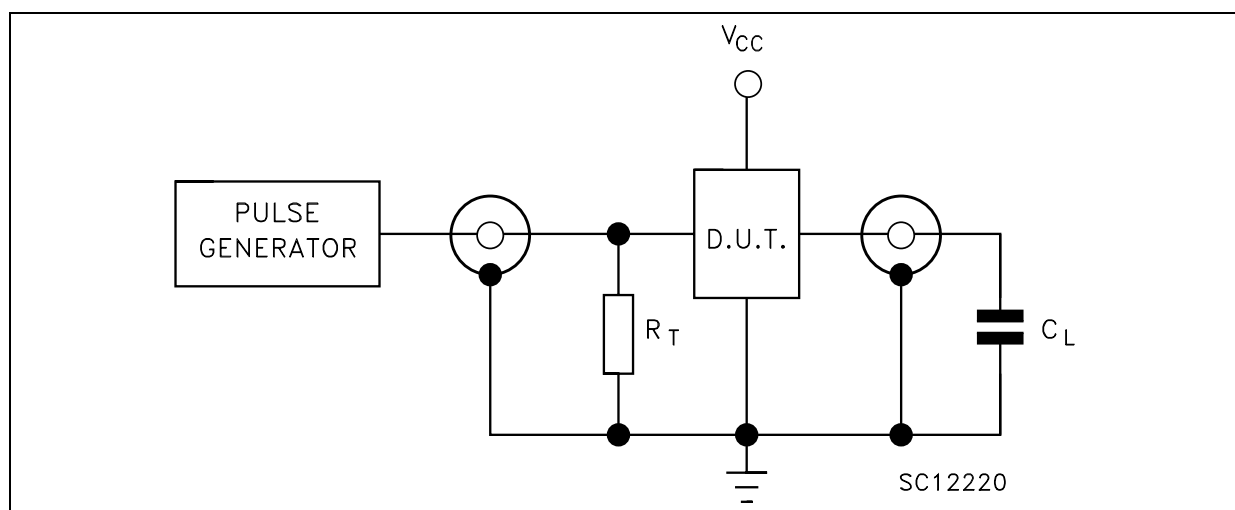 VCC
PULSE
GENERATOR
D.U.T.
RT
CL
SC12220